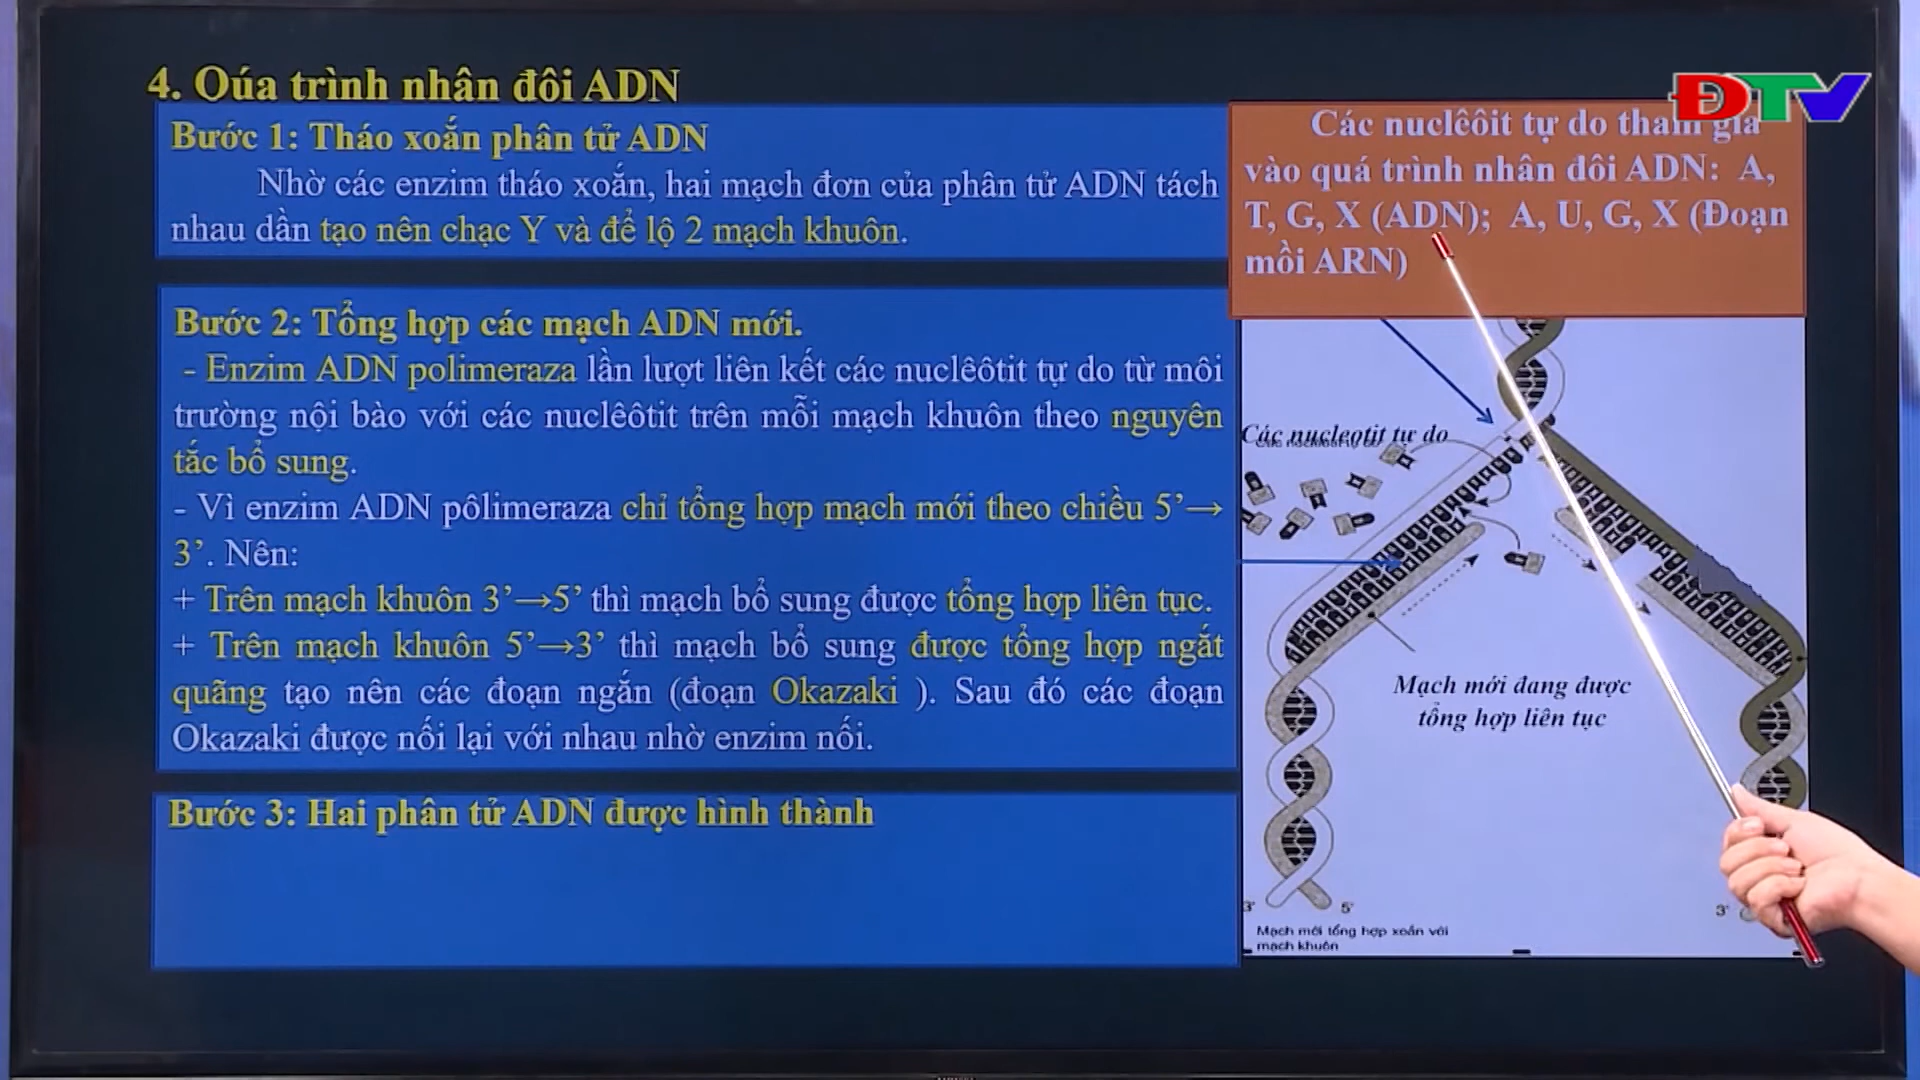 4. Qúa trình nhân đôi ADN
Bước 1: Tháo xoắn phân tử ADN
Nhờ các enzim tháo xoắn, hai mạch đơn của phân tử ADN tách
nhau dần tạo nên chạc Y và để lộ 2 mạch khuôn.
Bước 2: Tổng hợp các mạch ADN mới.
- Enzim ADN polimeraza lần lượt liên kết các nuclêôtit tự do từ môi
trường nội bào với các nuclêôtit trên mỗi mạch khuôn theo nguyên
tắc bổ sung.
- Vì enzim ADN pôlimeraza chỉ tổng hợp mạch mới theo chiều 5’→
3’. Nên:
+ Trên mạch khuôn 3’→5’ thì mạch bổ sung được tổng hợp liên tục.
+ Trên mạch khuôn 5’→3’ thì mạch bổ sung được tổng hợp ngắt
quãng tạo nên các đoạn ngắn (đoạn Okazaki ). Sau đó các đoạn
Okazaki được nối lại với nhau nhờ enzim nối.
Bước 3: Hai phân tử ADN được hình thành
ĐTV
Các nuclêôit tự do tham gia
vào quá trình nhân đôi ADN: A,
T, G, X (ADN); A, U, G, X (Đoạn
mồi ARN)
Các nucleotit tự do
Mạch mới đang được
tổng hợp liên tục
3' 5' 3'
Mạch mới tổng hợp xoắn với
mạch khuôn